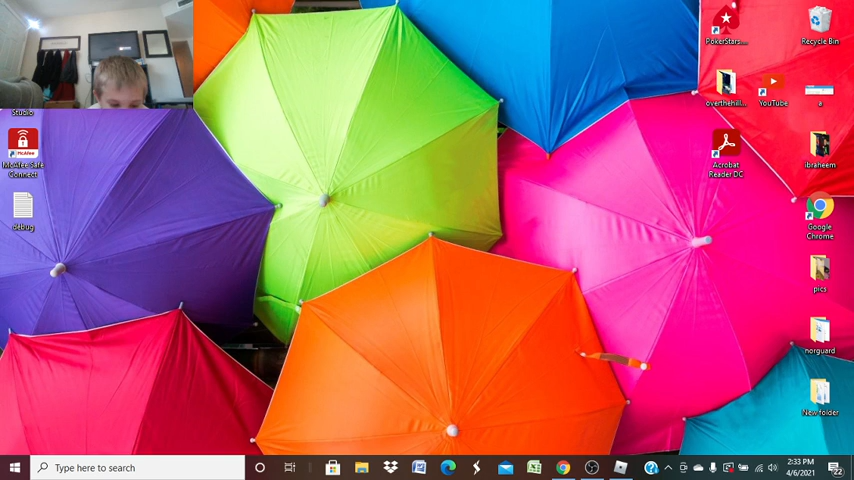 Studio
McAfee
McAfee Safe
Connect
debug
PokerStars....
overthehill...
YouTube
Acrobat
Reader DC
Recycle Bin
a
ibraheem
Google
Chrome
pics
norguard
New folder
Type here to search
2:33 PM
4/6/2021
22